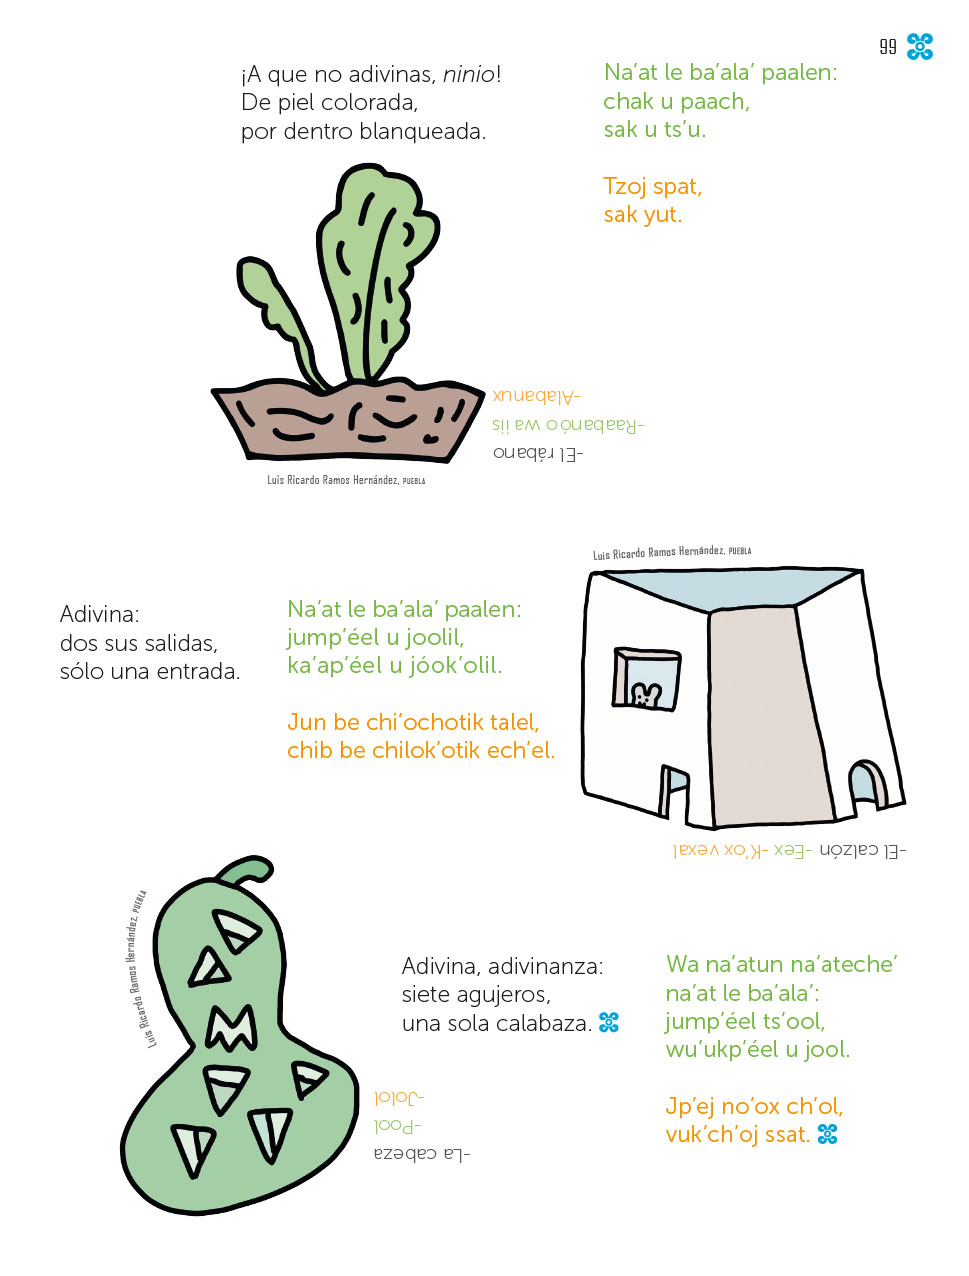 99
¡A que no adivinas, ninio!
De piel colorada,
por dentro blanqueada.
Na’at le ba’ala’ paalen:
chak u paach,
sak u ts’u.
Tzoj spat,
sak yut.
-El rábano
-Raabanóo wa iis
-Alabanux
Luis Ricardo Ramos Hernández, PUEBLA
Luis Ricardo Ramos Hernández, PUEBLA
Adivina:
dos sus salidas,
sólo una entrada.
Na’at le ba’ala’ paalen:
jump’éel u joolil,
ka’ap’éel u jóok’olil.
Jun be chi’ochotik talel,
chib be chilok’otik ech’el.
-El calzón -Eex -K’ox vexal
Luis Ricardo Ramos Hernández, PUEBLA
Adivina, adivinanza:
siete agujeros,
una sola calabaza.
Wa na’atun na’ateche’
na’at le ba’ala’:
jump’éel ts’ool,
wu’ukp’éel u jool.
Jp’ej no’ox ch’ol,
vuk’ch’oj ssat.
-La cabeza
-Pool
-Jolol